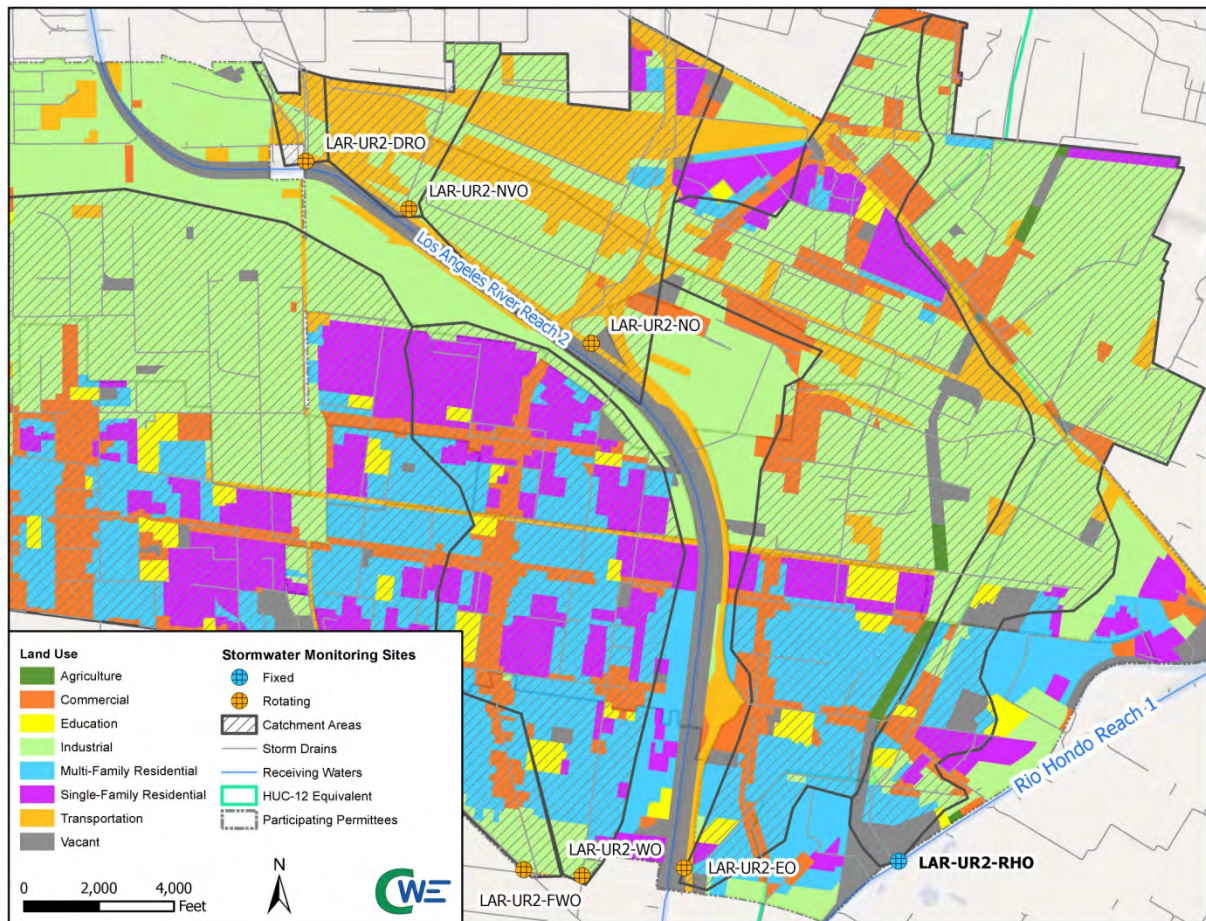 LAR-UR2-DRO
LAR-UR2-NVO
Los Angeles River Reach 2
LAR-UR2-NO
Rio Hondo Reach 1
LAR-UR2-WO
LAR-UR2-EO
LAR-UR2-RHO
LAR-UR2-FWO
Land Use
Agriculture
Commercial
Education
Industrial
Multi-Family Residential
Single-Family Residential
Transportation
Vacant
Stormwater Monitoring Sites
Fixed
Rotating
Catchment Areas
Storm Drains
Receiving Waters
HUC-12 Equivalent
Participating Permittees
N
0 2,000 4,000
Feet
CWE